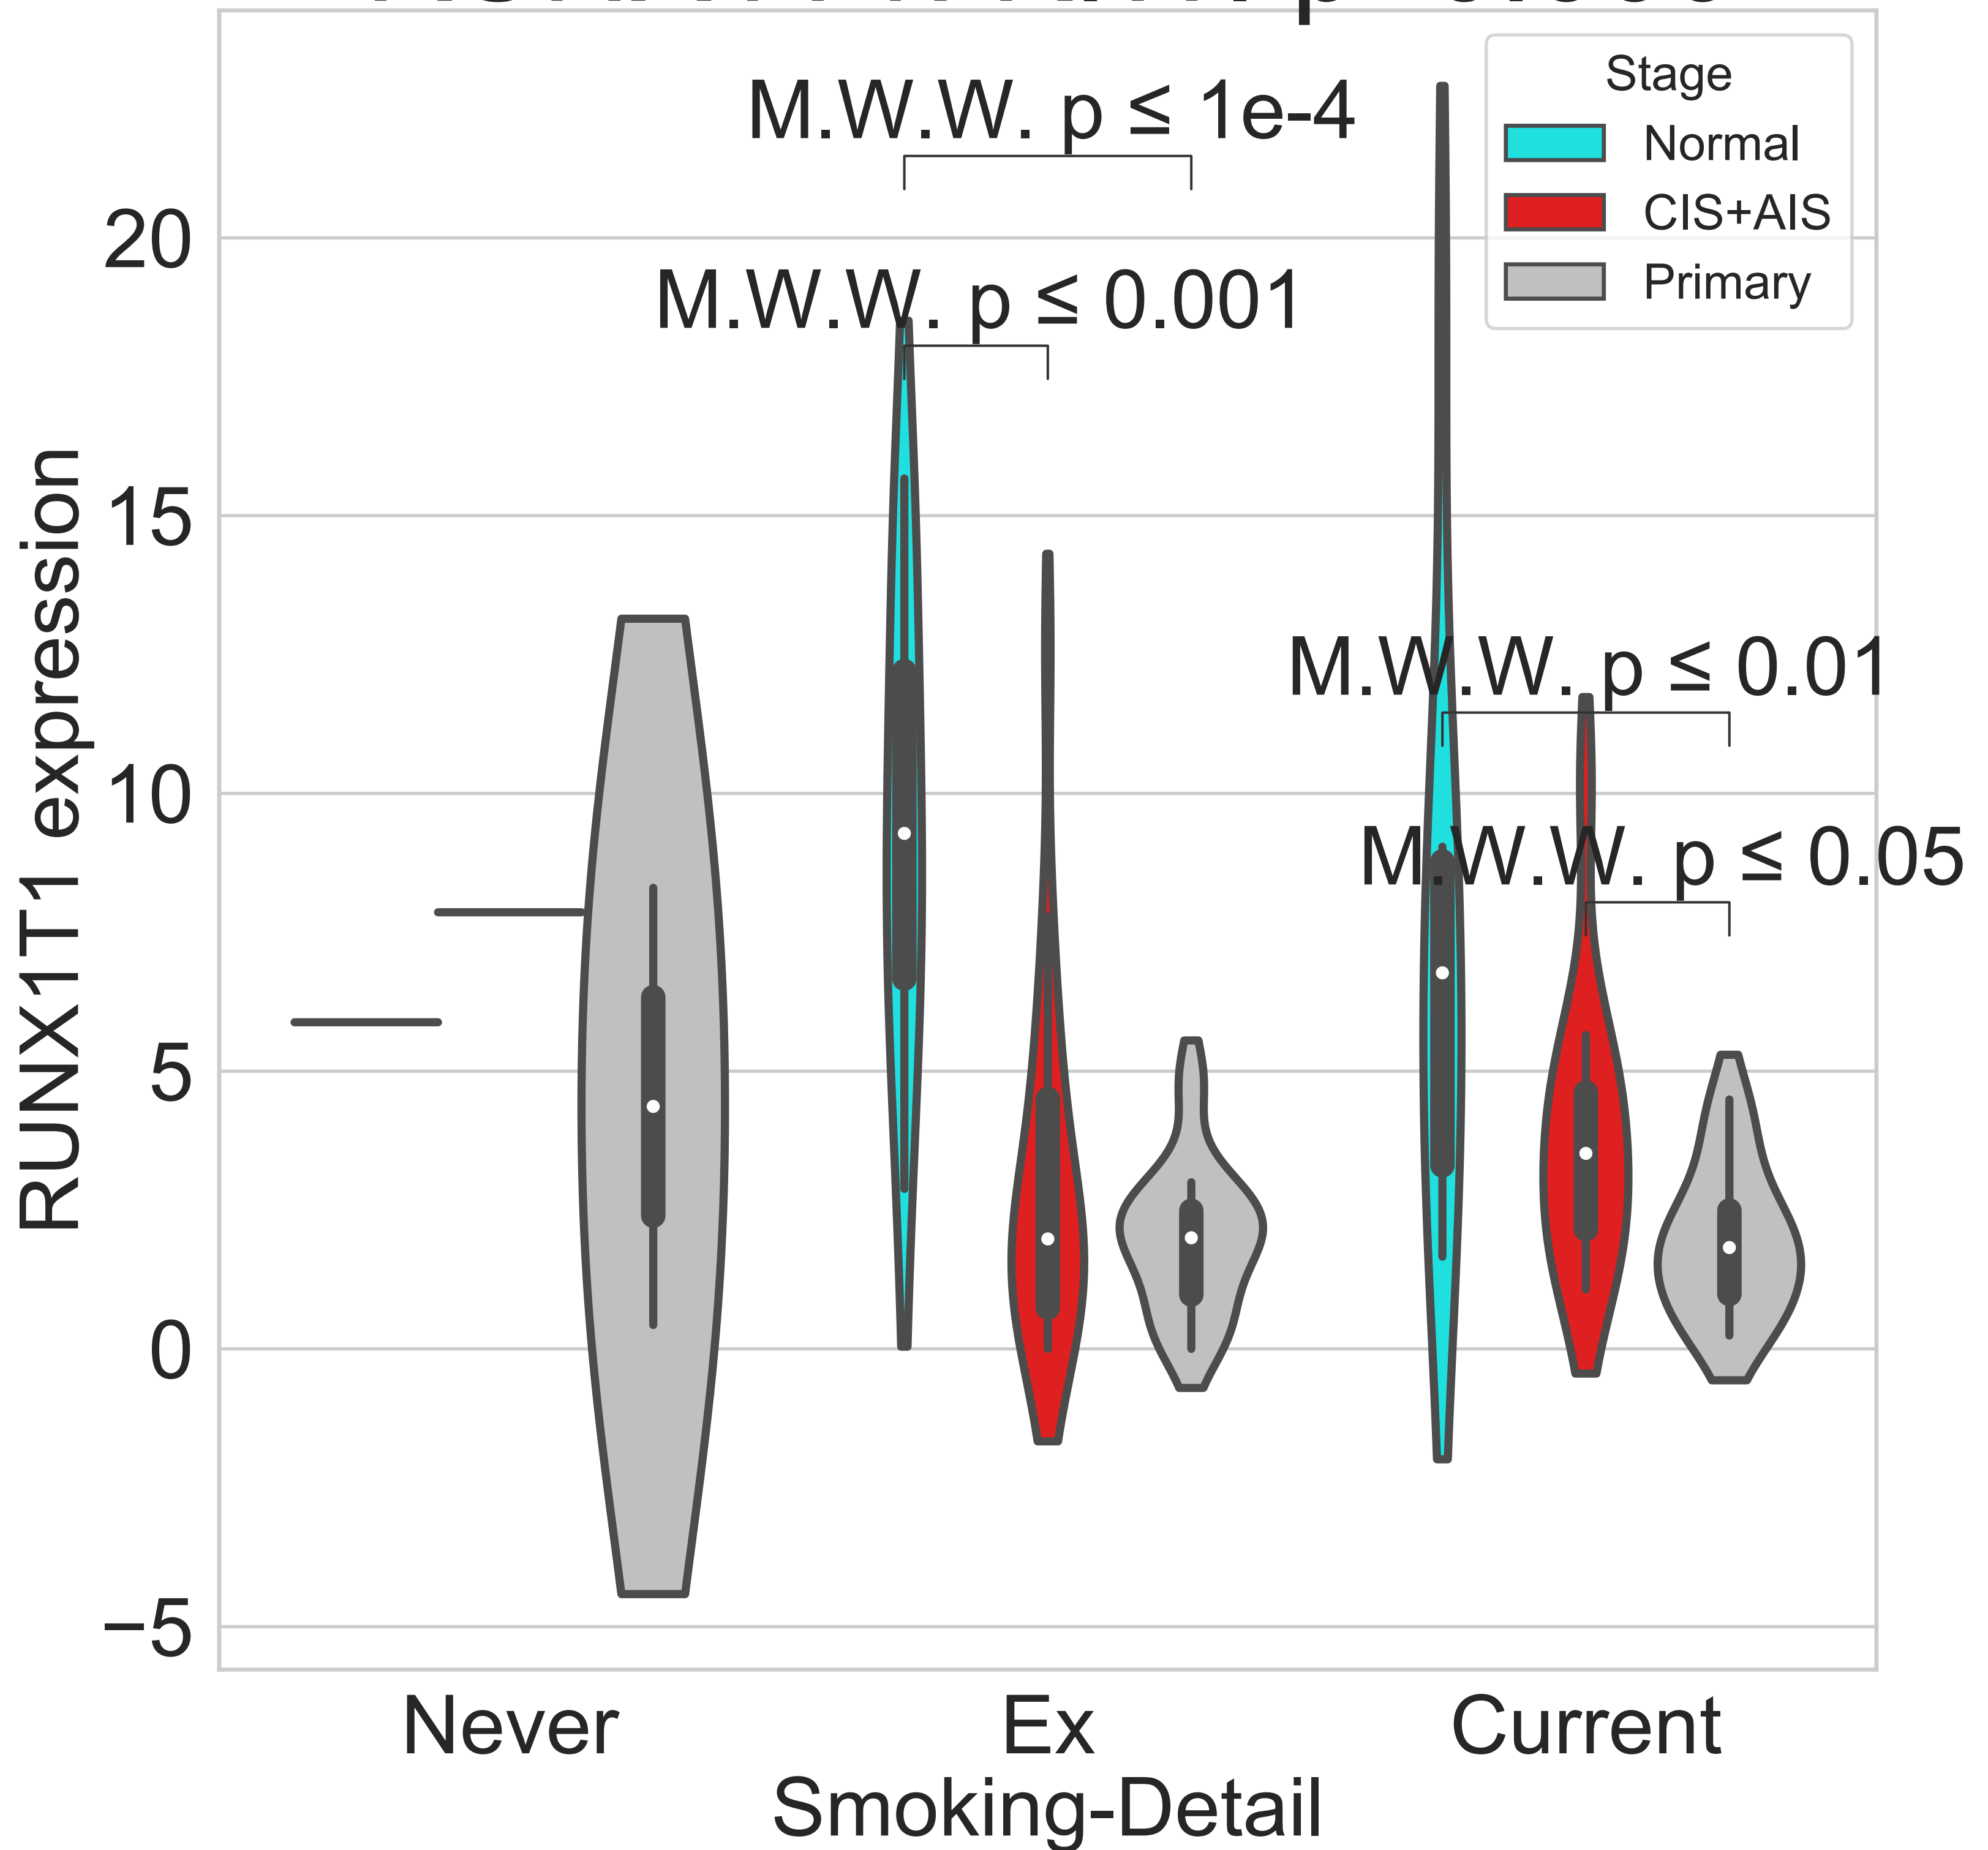 M.W.W. p ≤ 1e-4
M.W.W. p ≤ 0.001
M.W.W. p ≤ 0.01
M.W.W. p ≤ 0.05
Stage
Normal
CIS+AIS
Primary
RUNX1T1 expression
20
15
10
5
0
−5
Never
Ex
Current
Smoking-Detail